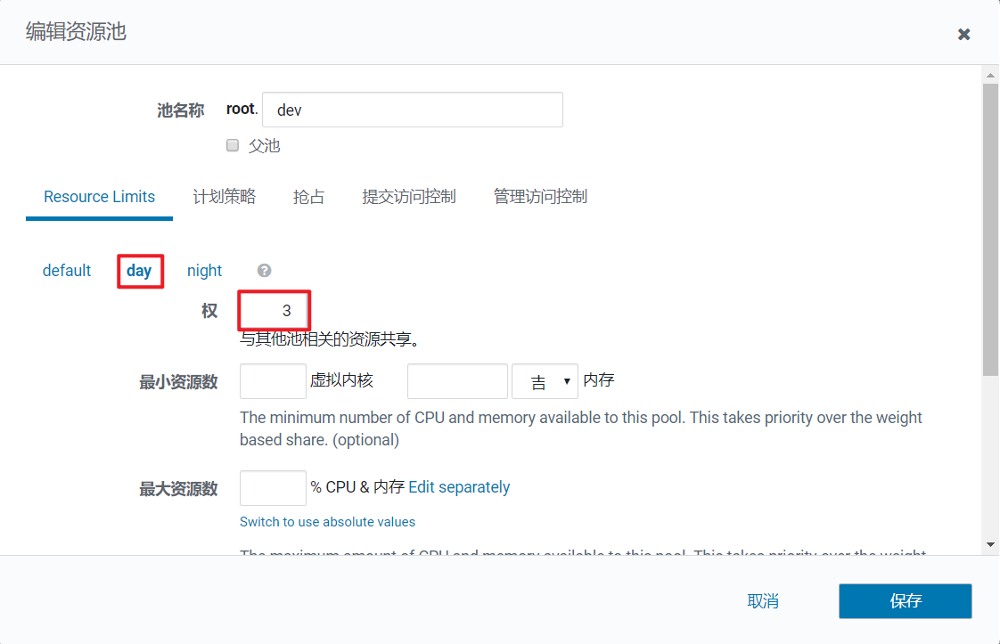 编辑资源池
池名称 root. dev
父池
Resource Limits 计划策略 抢占 提交访问控制 管理访问控制
default day night
权 3
与其他池相关的资源共享。
最小资源数 虚拟内核 吉 内存
The minimum number of CPU and memory available to this pool. This takes priority over the weight
based share. (optional)
最大资源数 % CPU & 内存 Edit separately
Switch to use absolute values
The maximum amount of CPU and memory available to this pool. This takes priority over the weight
取消 保存